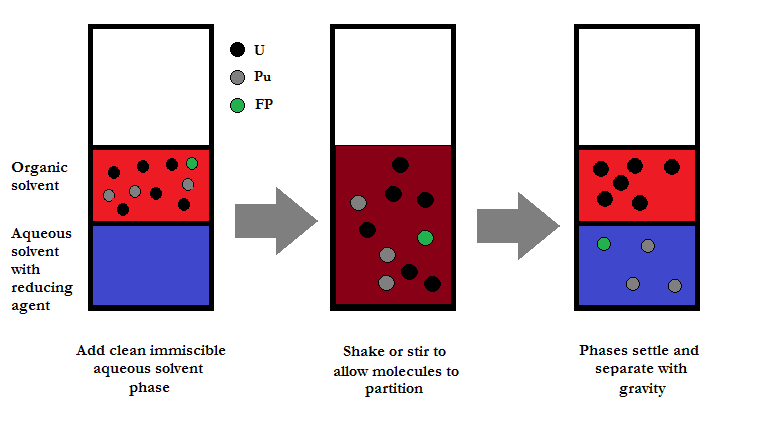 U
Pu
FP
Organic
solvent
Aqueous
solvent
with
reducing
agent
Add clean immiscible
aqueous solvent
phase
Shake or stir to
allow molecules to
partition
Phases settle and
separate with
gravity